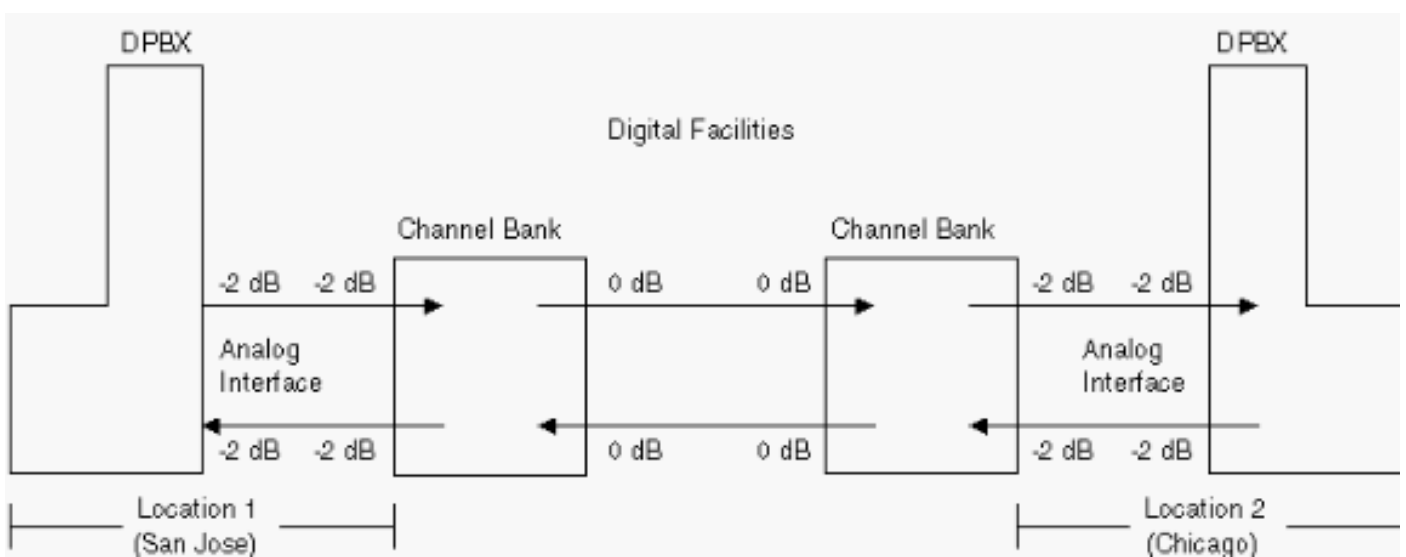 DPBX DPBX
Digital Facilities
Channel Bank Channel Bank
-2 dB -2 dB 0 dB 0 dB -2 dB -2 dB
Analog
Interface
Analog
Interface
-2 dB -2 dB 0 dB 0 dB -2 dB -2 dB
Location 1
(San Jose)
Location 2
(Chicago)